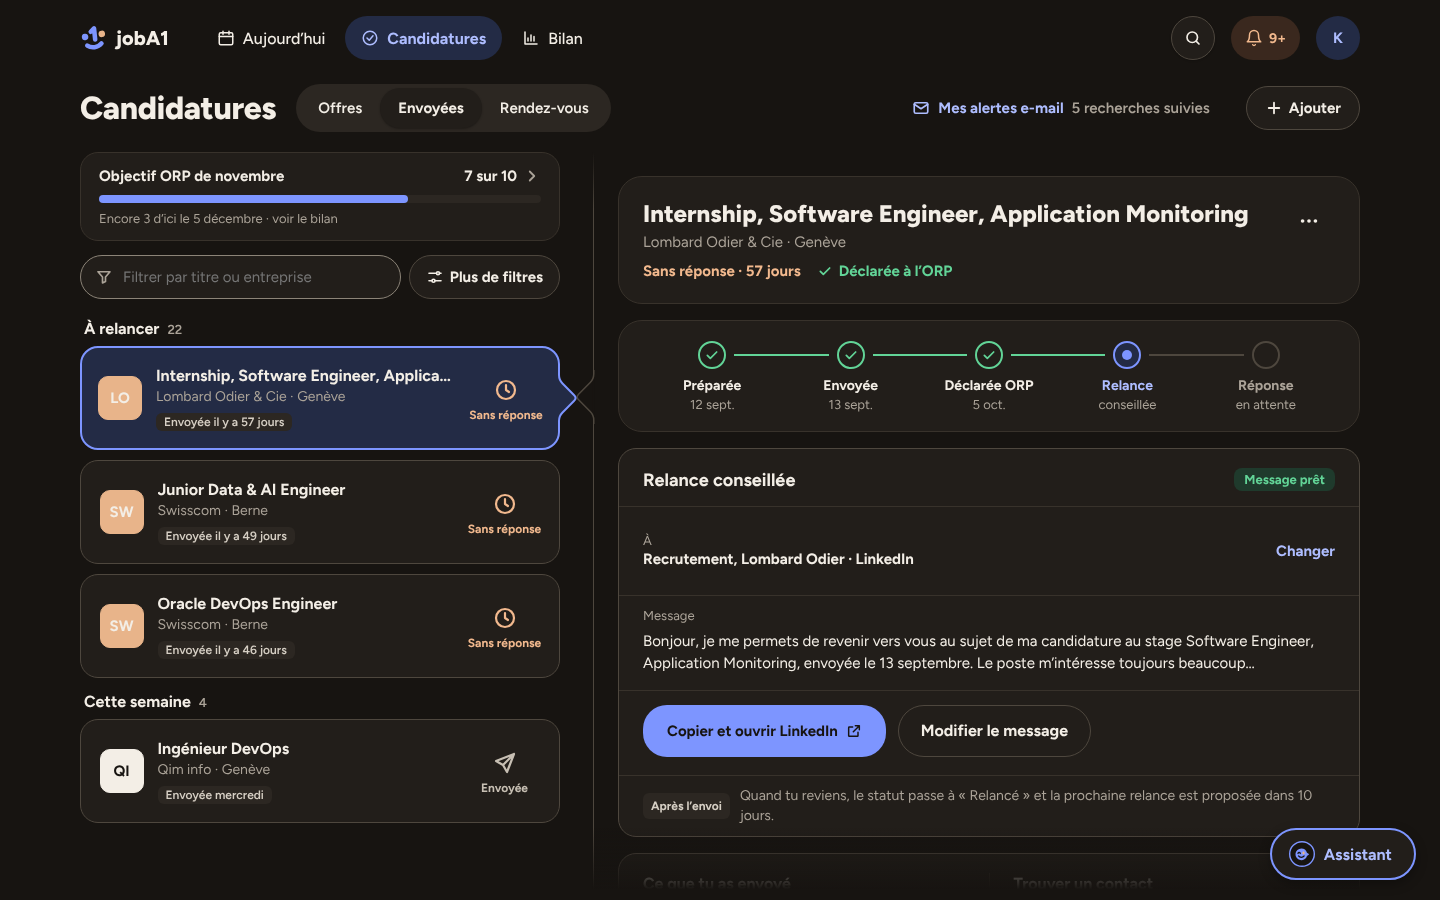 jobA1
Aujourd'hui
Candidatures
Bilan
9+
K
Candidatures
Offres
Envoyées
Rendez-vous
Mes alertes e-mail 5 recherches suivies
Ajouter
Objectif ORP de novembre
7 sur 10
Encore 3 d'ici le 5 décembre · voir le bilan
Filtrer par titre ou entreprise
Plus de filtres
À relancer 22
LO
Internship, Software Engineer, Applica...
Lombard Odier & Cie · Genève
Envoyée il y a 57 jours
Sans réponse
SW
Junior Data & AI Engineer
Swisscom · Berne
Envoyée il y a 49 jours
Sans réponse
SW
Oracle DevOps Engineer
Swisscom · Berne
Envoyée il y a 46 jours
Sans réponse
Cette semaine 4
QI
Ingénieur DevOps
Qim info · Genève
Envoyée mercredi
Envoyée
Internship, Software Engineer, Application Monitoring
...
Lombard Odier & Cie · Genève
Sans réponse · 57 jours
Déclarée à l'ORP
Préparée
12 sept.
Envoyée
13 sept.
Déclarée ORP
5 oct.
Relance
conseillée
Réponse
en attente
Relance conseillée
Message prêt
À
Recrutement, Lombard Odier · LinkedIn
Changer
Message
Bonjour, je me permets de revenir vers vous au sujet de ma candidature au stage Software Engineer,
Application Monitoring, envoyée le 13 septembre. Le poste m'intéresse toujours beaucoup...
Copier et ouvrir LinkedIn
Modifier le message
Après l'envoi
Quand tu reviens, le statut passe à « Relancé » et la prochaine relance est proposée dans 10
jours.
Ce que tu as envoyé
Trouver un contact
Assistant